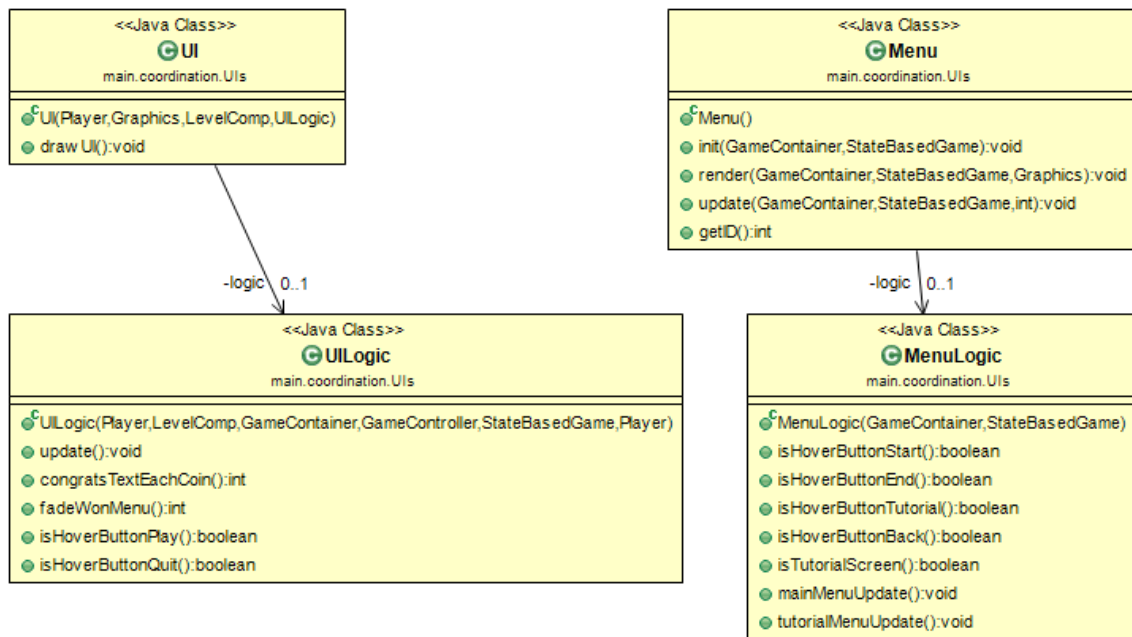 <<Java Class>>
UI
main.coordination.UIs
UI(Player,Graphics,LevelComp,UILogic)
drawUI():void
<<Java Class>>
Menu
main.coordination.UIs
Menu()
init(GameContainer,StateBasedGame):void
render(GameContainer,StateBasedGame,Graphics):void
update(GameContainer,StateBasedGame,int):void
getID():int
-logic 0..1
-logic 0..1
<<Java Class>>
UILogic
main.coordination.UIs
UILogic(Player,LevelComp,GameContainer,GameController,StateBasedGame,Player)
update():void
congratsTextEachCoin():int
fadeWonMenu():int
isHoverButtonPlay():boolean
isHoverButtonQuit():boolean
<<Java Class>>
MenuLogic
main.coordination.UIs
MenuLogic(GameContainer,StateBasedGame)
isHoverButtonStart():boolean
isHoverButtonEnd():boolean
isHoverButtonTutorial():boolean
isHoverButtonBack():boolean
isTutorialScreen():boolean
mainMenuUpdate():void
tutorialMenuUpdate():void